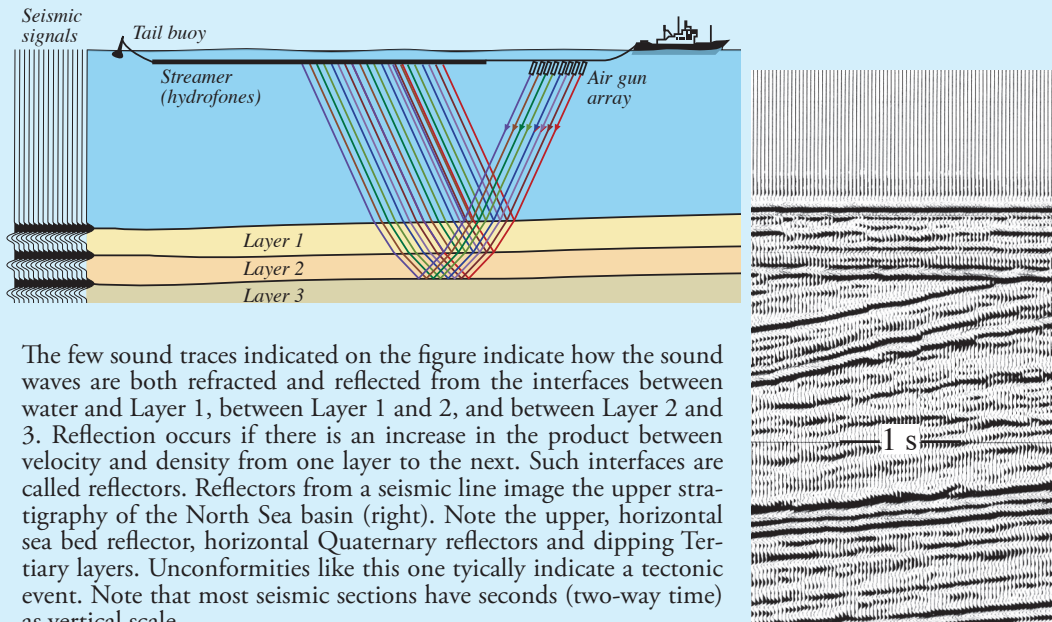 Seismic
signals
Tail buoy
Streamer
(hydrofones)
Air gun
array
Layer 1
Layer 2
Layer 3
1 s
The few sound traces indicated on the figure indicate how the sound
waves are both refracted and reflected from the interfaces between
water and Layer 1, between Layer 1 and 2, and between Layer 2 and
3. Reflection occurs if there is an increase in the product between
velocity and density from one layer to the next. Such interfaces are
called reflectors. Reflectors from a seismic line image the upper stra-
tigraphy of the North Sea basin (right). Note the upper, horizontal
sea bed reflector, horizontal Quaternary reflectors and dipping Ter-
tiary layers. Unconformities like this one tyically indicate a tectonic
event. Note that most seismic sections have seconds (two-way time)
as vertical scale